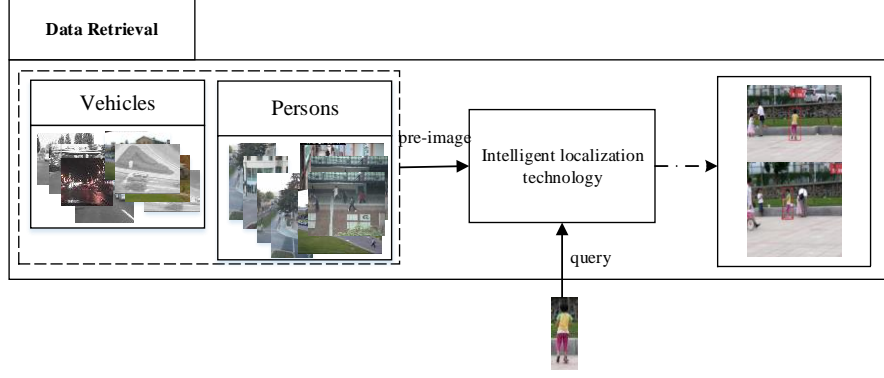 Data Retrieval
Vehicles
Persons
pre-image
Intelligent localization
technology
query